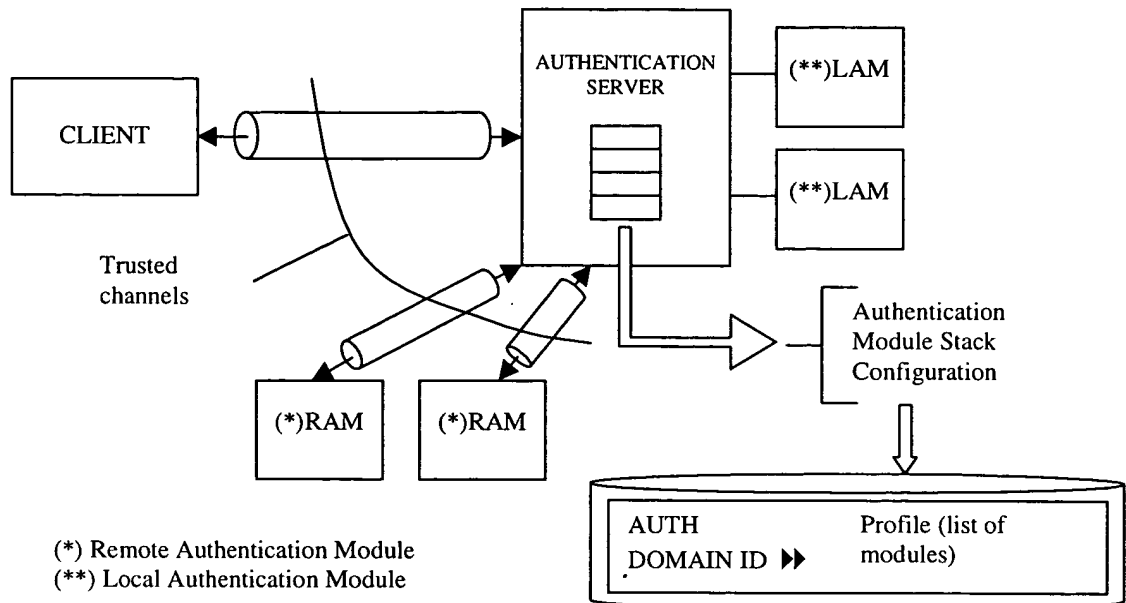 AUTHENTICATION
SERVER
(**)LAM
CLIENT
(**)LAM
Trusted
channels
Authentication
Module Stack
Configuration
(*)RAM
(*)RAM
AUTH
DOMAIN ID
Profile (list of
modules)
(*) Remote Authentication Module
(**) Local Authentication Module